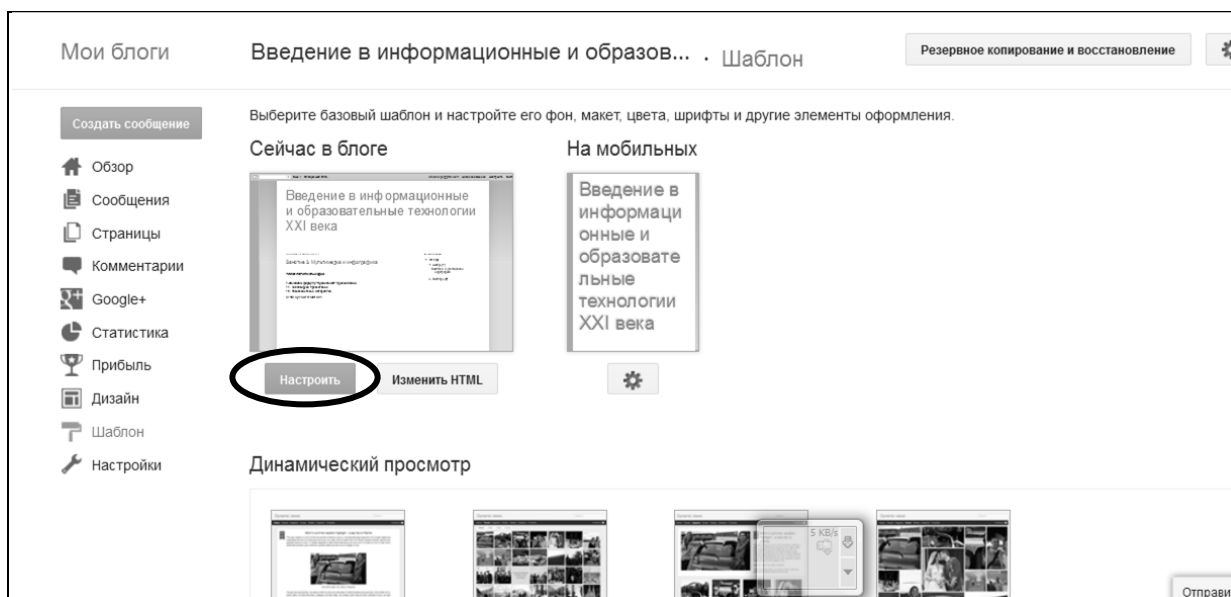 Мои блоги
Введение в информационные и образов... . Шаблон
Резервное копирование и восстановление
Создать сообщение
Обзор
Сообщения
Страницы
Комментарии
Google+
Статистика
Прибыль
Дизайн
Шаблон
Настройки
Выберите базовый шаблон и настройте его фон, макет, цвета, шрифты и другие элементы оформления.
Сейчас в блоге
Введение в информационные
и образовательные технологии
XXI века
Настроить
Изменить HTML
На мобильных
Введение в
информаци
онные и
образовате
льные
технологии
XXI века
Динамический просмотр
5 KB/s
Отправи